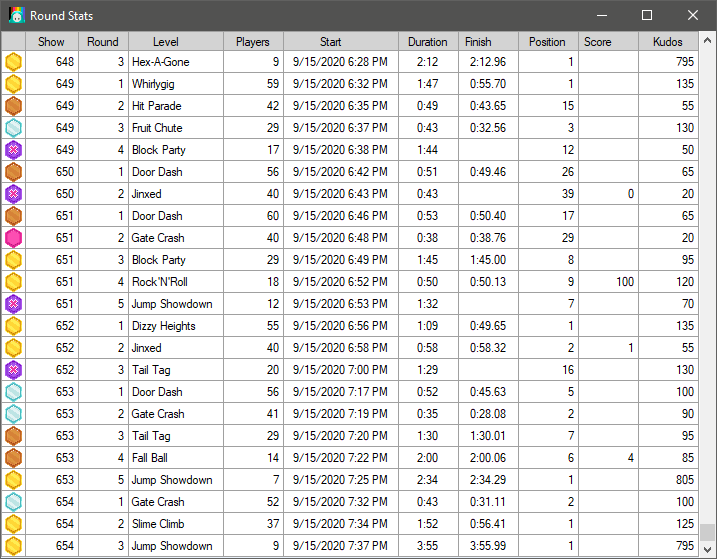 Round Stats
Show Round Level Players Start Duration Finish Position Score Kudos
648 3 Hex-A-Gone 9 9/15/2020 6:28 PM 2:12 2:12.96 1 795
649 1 Whirlygig 59 9/15/2020 6:32 PM 1:47 0:55.70 1 135
649 2 Hit Parade 42 9/15/2020 6:35 PM 0:49 0:43.65 15 55
649 3 Fruit Chute 29 9/15/2020 6:37 PM 0:43 0:32.56 3 130
649 4 Block Party 17 9/15/2020 6:38 PM 1:44 12 50
650 1 Door Dash 56 9/15/2020 6:42 PM 0:51 0:49.46 26 65
650 2 Jinxed 40 9/15/2020 6:43 PM 0:43 39 0 20
651 1 Door Dash 60 9/15/2020 6:46 PM 0:53 0:50.40 17 65
651 2 Gate Crash 40 9/15/2020 6:48 PM 0:38 0:38.76 29 20
651 3 Block Party 29 9/15/2020 6:49 PM 1:45 1:45.00 8 95
651 4 Rock'N'Roll 18 9/15/2020 6:52 PM 0:50 0:50.13 9 100 120
651 5 Jump Showdown 12 9/15/2020 6:53 PM 1:32 7 70
652 1 Dizzy Heights 55 9/15/2020 6:56 PM 1:09 0:49.65 1 135
652 2 Jinxed 40 9/15/2020 6:58 PM 0:58 0:58.32 2 1 55
652 3 Tail Tag 20 9/15/2020 7:00 PM 1:29 16 130
653 1 Door Dash 56 9/15/2020 7:17 PM 0:52 0:45.63 5 100
653 2 Gate Crash 41 9/15/2020 7:19 PM 0:35 0:28.08 2 90
653 3 Tail Tag 29 9/15/2020 7:20 PM 1:30 1:30.01 7 95
653 4 Fall Ball 14 9/15/2020 7:22 PM 2:00 2:00.06 6 4 85
653 5 Jump Showdown 7 9/15/2020 7:25 PM 2:34 2:34.29 1 805
654 1 Gate Crash 52 9/15/2020 7:32 PM 0:43 0:31.11 2 100
654 2 Slime Climb 37 9/15/2020 7:34 PM 1:52 0:56.41 1 125
654 3 Jump Showdown 9 9/15/2020 7:37 PM 3:55 3:55.99 1 795